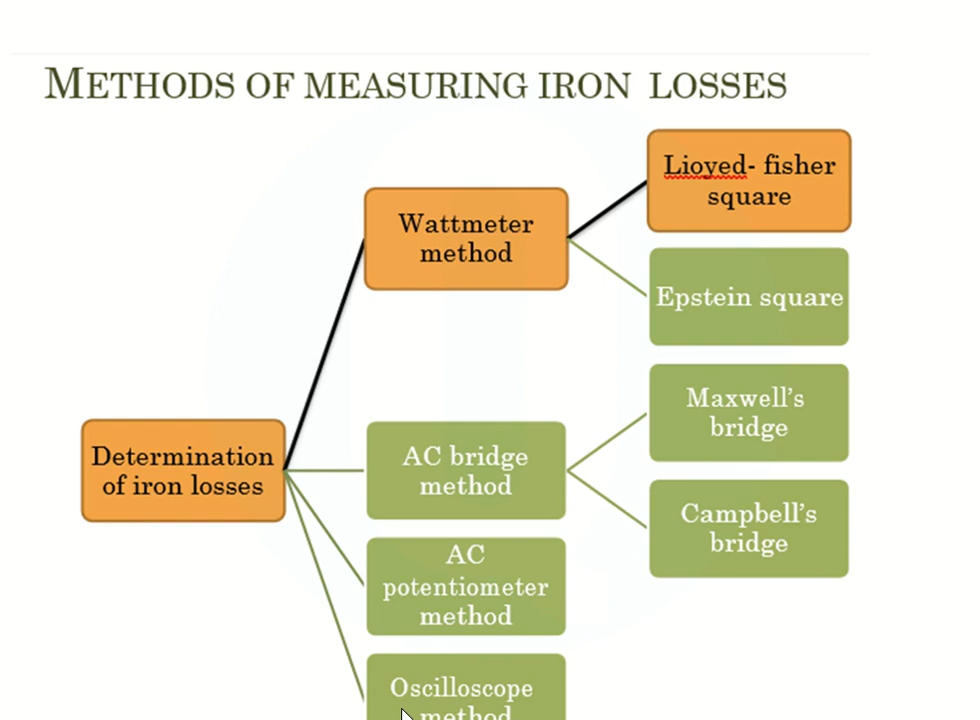 METHODS OF MEASURING IRON LOSSES
Lioyed- fisher
square
Wattmeter
method
Epstein square
Maxwell's
bridge
Determination
of iron losses
AC bridge
method
Campbell's
bridge
AC
potentiometer
method
Oscilloscope
method